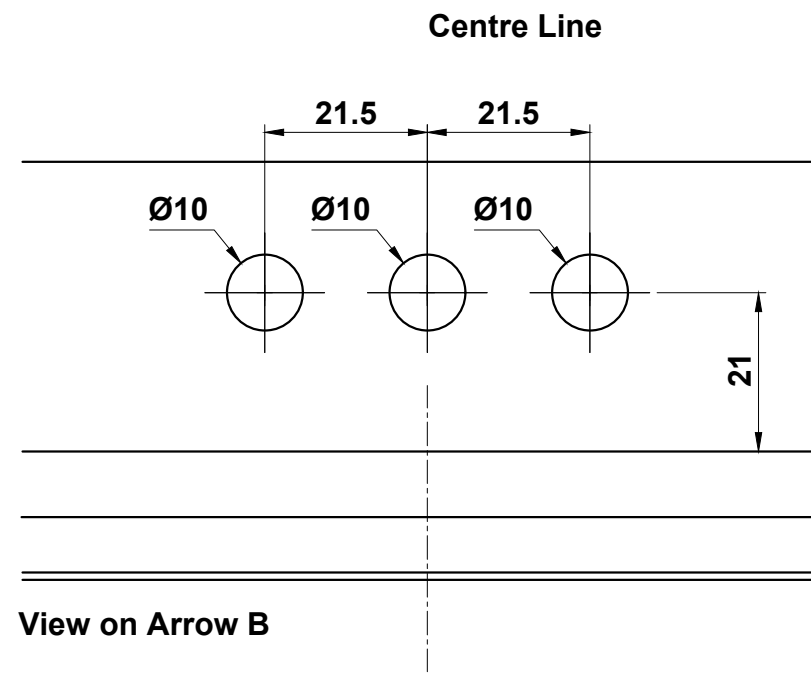 Centre Line
21.5 21.5
Ø10 Ø10 Ø10
21
View on Arrow B